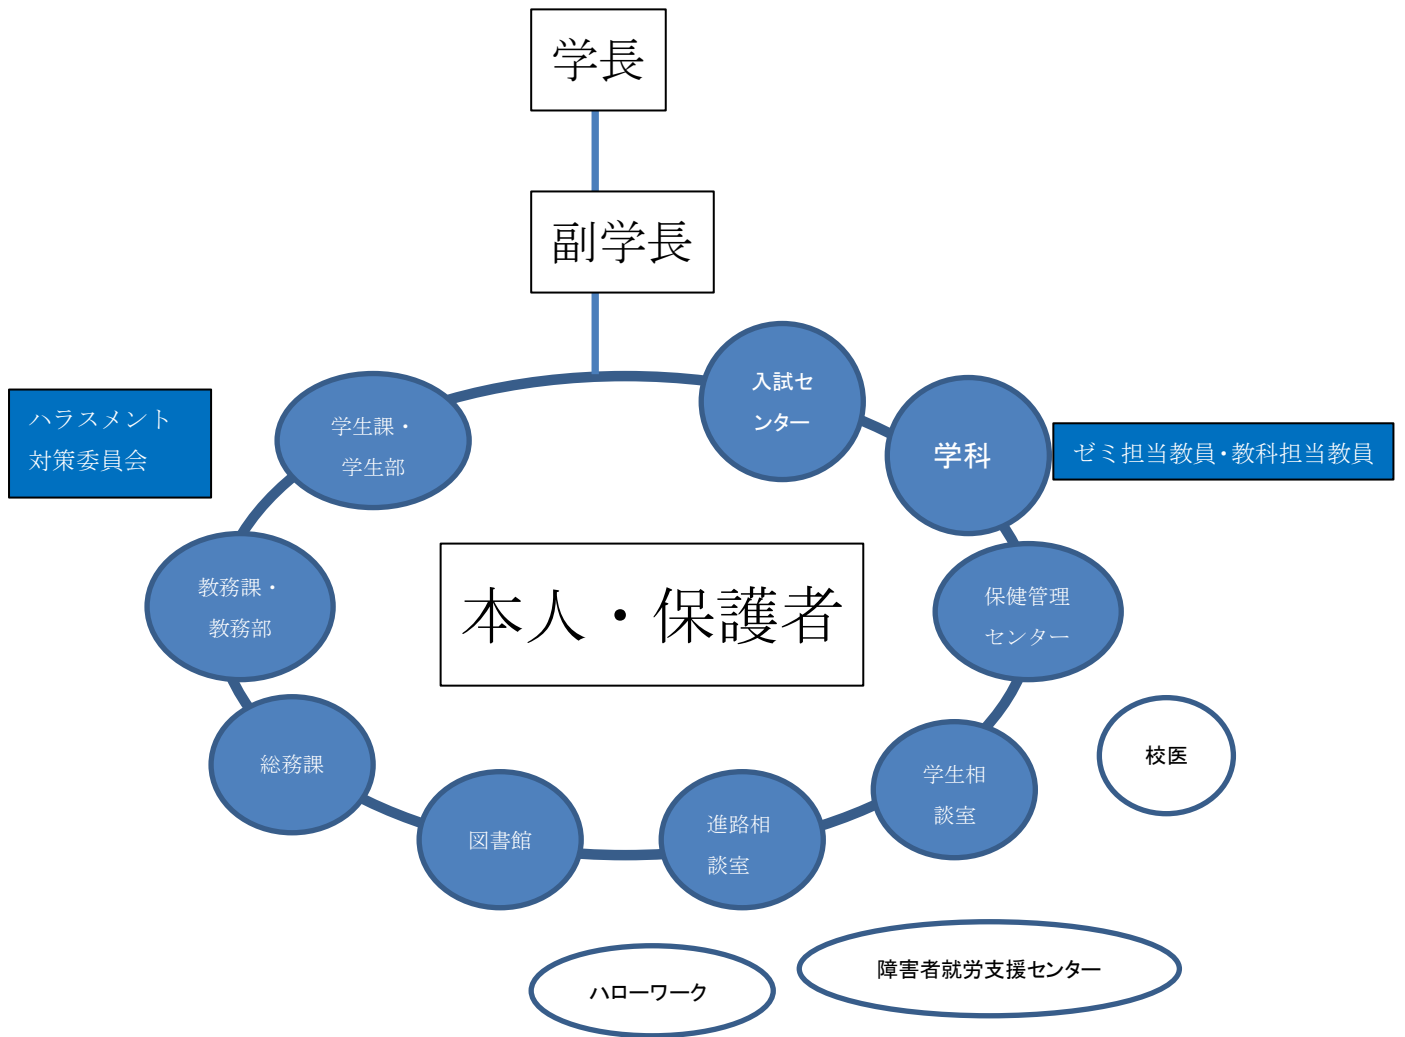 学長
副学長
入試セ
ンター
学生課・
学生部
ハラスメント
対策委員会
学科
ゼミ担当教員・教科担当教員
教務課・
教務部
本人・保護者
保健管理
センター
総務課
校医
学生相
談室
図書館
進路相
談室
障害者就労支援センター
ハローワーク